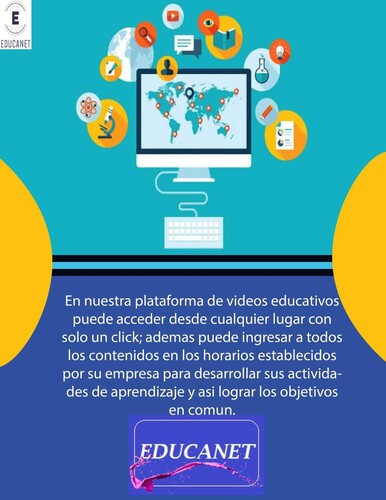 E
EDUCANET
En nuestra plataforma de videos educativos
puede acceder desde cualquier lugar con
solo un click; ademas puede ingresar a todos
los contenidos en los horarios establecidos
por su empresa para desarrollar sus activida-
des de aprendizaje y asi lograr los objetivos
en comun.
EDUCANET